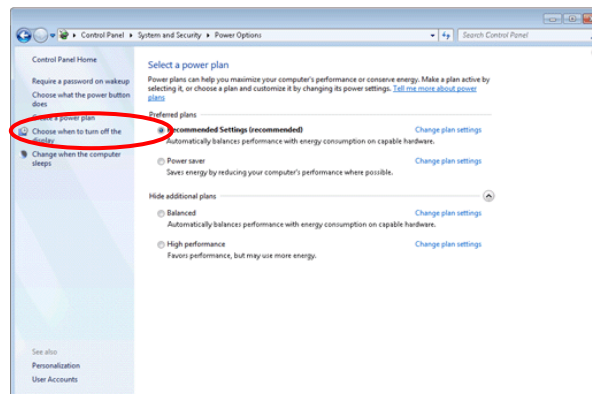 Control Panel ▸ System and Security ▸ Power Options
Search Control Panel
Control Panel Home
Require a password on wakeup
Choose what the power button
does
Create a power plan
Choose when to turn off the
display
Change when the computer
sleeps
See also
Personalization
User Accounts
Select a power plan
Power plans can help you maximize your computer's performance or conserve energy. Make a plan active by
selecting it, or choose a plan and customize it by changing its power settings. Tell me more about power
plans
Preferred plans
Recommended Settings (recommended) Change plan settings
Automatically balances performance with energy consumption on capable hardware.
Power saver Change plan settings
Saves energy by reducing your computer's performance where possible.
Hide additional plans
Balanced Change plan settings
Automatically balances performance with energy consumption on capable hardware.
High performance Change plan settings
Favors performance, but may use more energy.